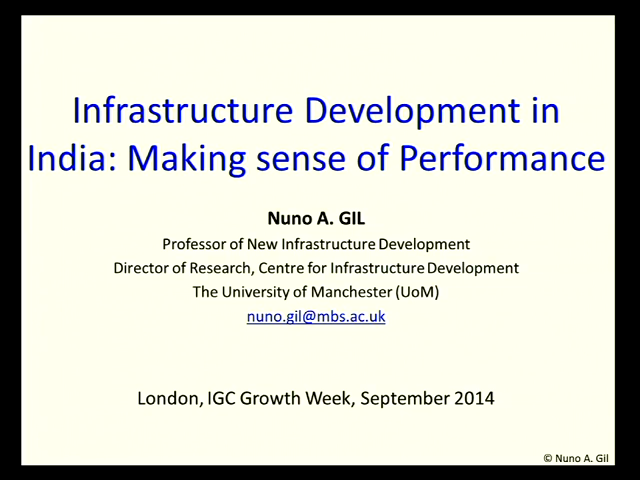 Infrastructure Development in
India: Making sense of Performance
Nuno A. GIL
Professor of New Infrastructure Development
Director of Research, Centre for Infrastructure Development
The University of Manchester (UoM)
nuno.gil@mbs.ac.uk
London, IGC Growth Week, September 2014
© Nuno A. Gil